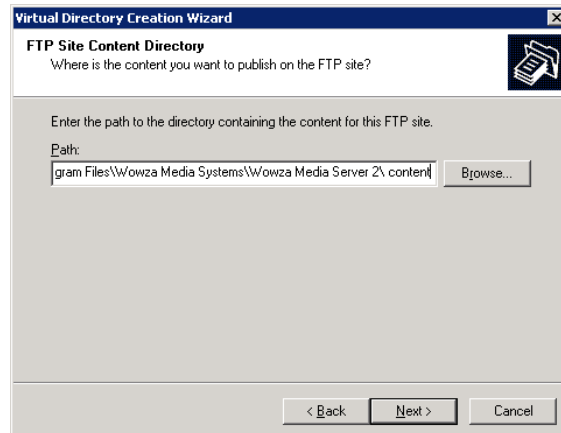 Virtual Directory Creation Wizard
FTP Site Content Directory
Where is the content you want to publish on the FTP site?
Enter the path to the directory containing the content for this FTP site.
Path:
gram Files\Wowza Media Systems\Wowza Media Server 2\ content Browse...
< Back Next > Cancel